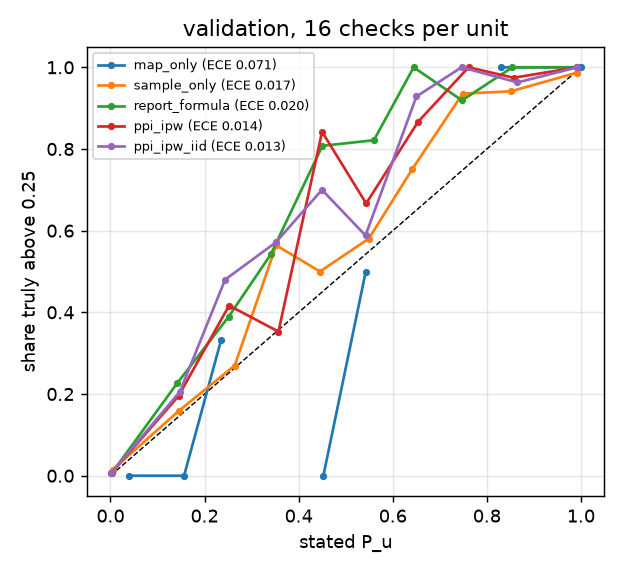 validation, 16 checks per unit
map_only (ECE 0.071)
sample_only (ECE 0.017)
report_formula (ECE 0.020)
ppi_ipw (ECE 0.014)
ppi_ipw_iid (ECE 0.013)
share truly above 0.25
1.0
0.8
0.6
0.4
0.2
0.0
0.0 0.2 0.4 0.6 0.8 1.0
stated P_u